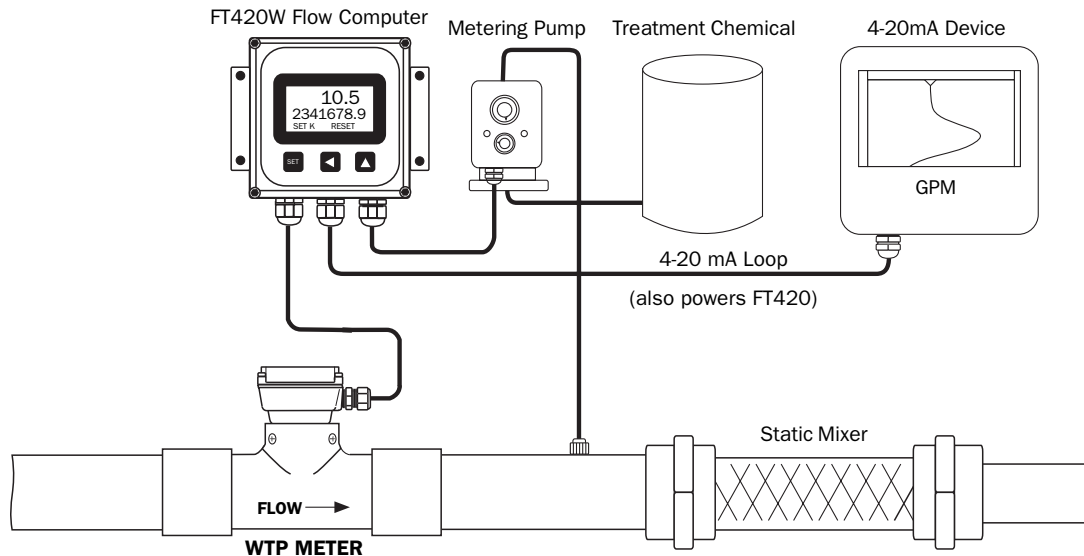 FT420W Flow Computer
Metering Pump
Treatment Chemical
4-20mA Device
10.5
2341678.9
SET K RESET
SET
GPM
4-20 mA Loop
(also powers FT420)
Static Mixer
FLOW
WTP METER